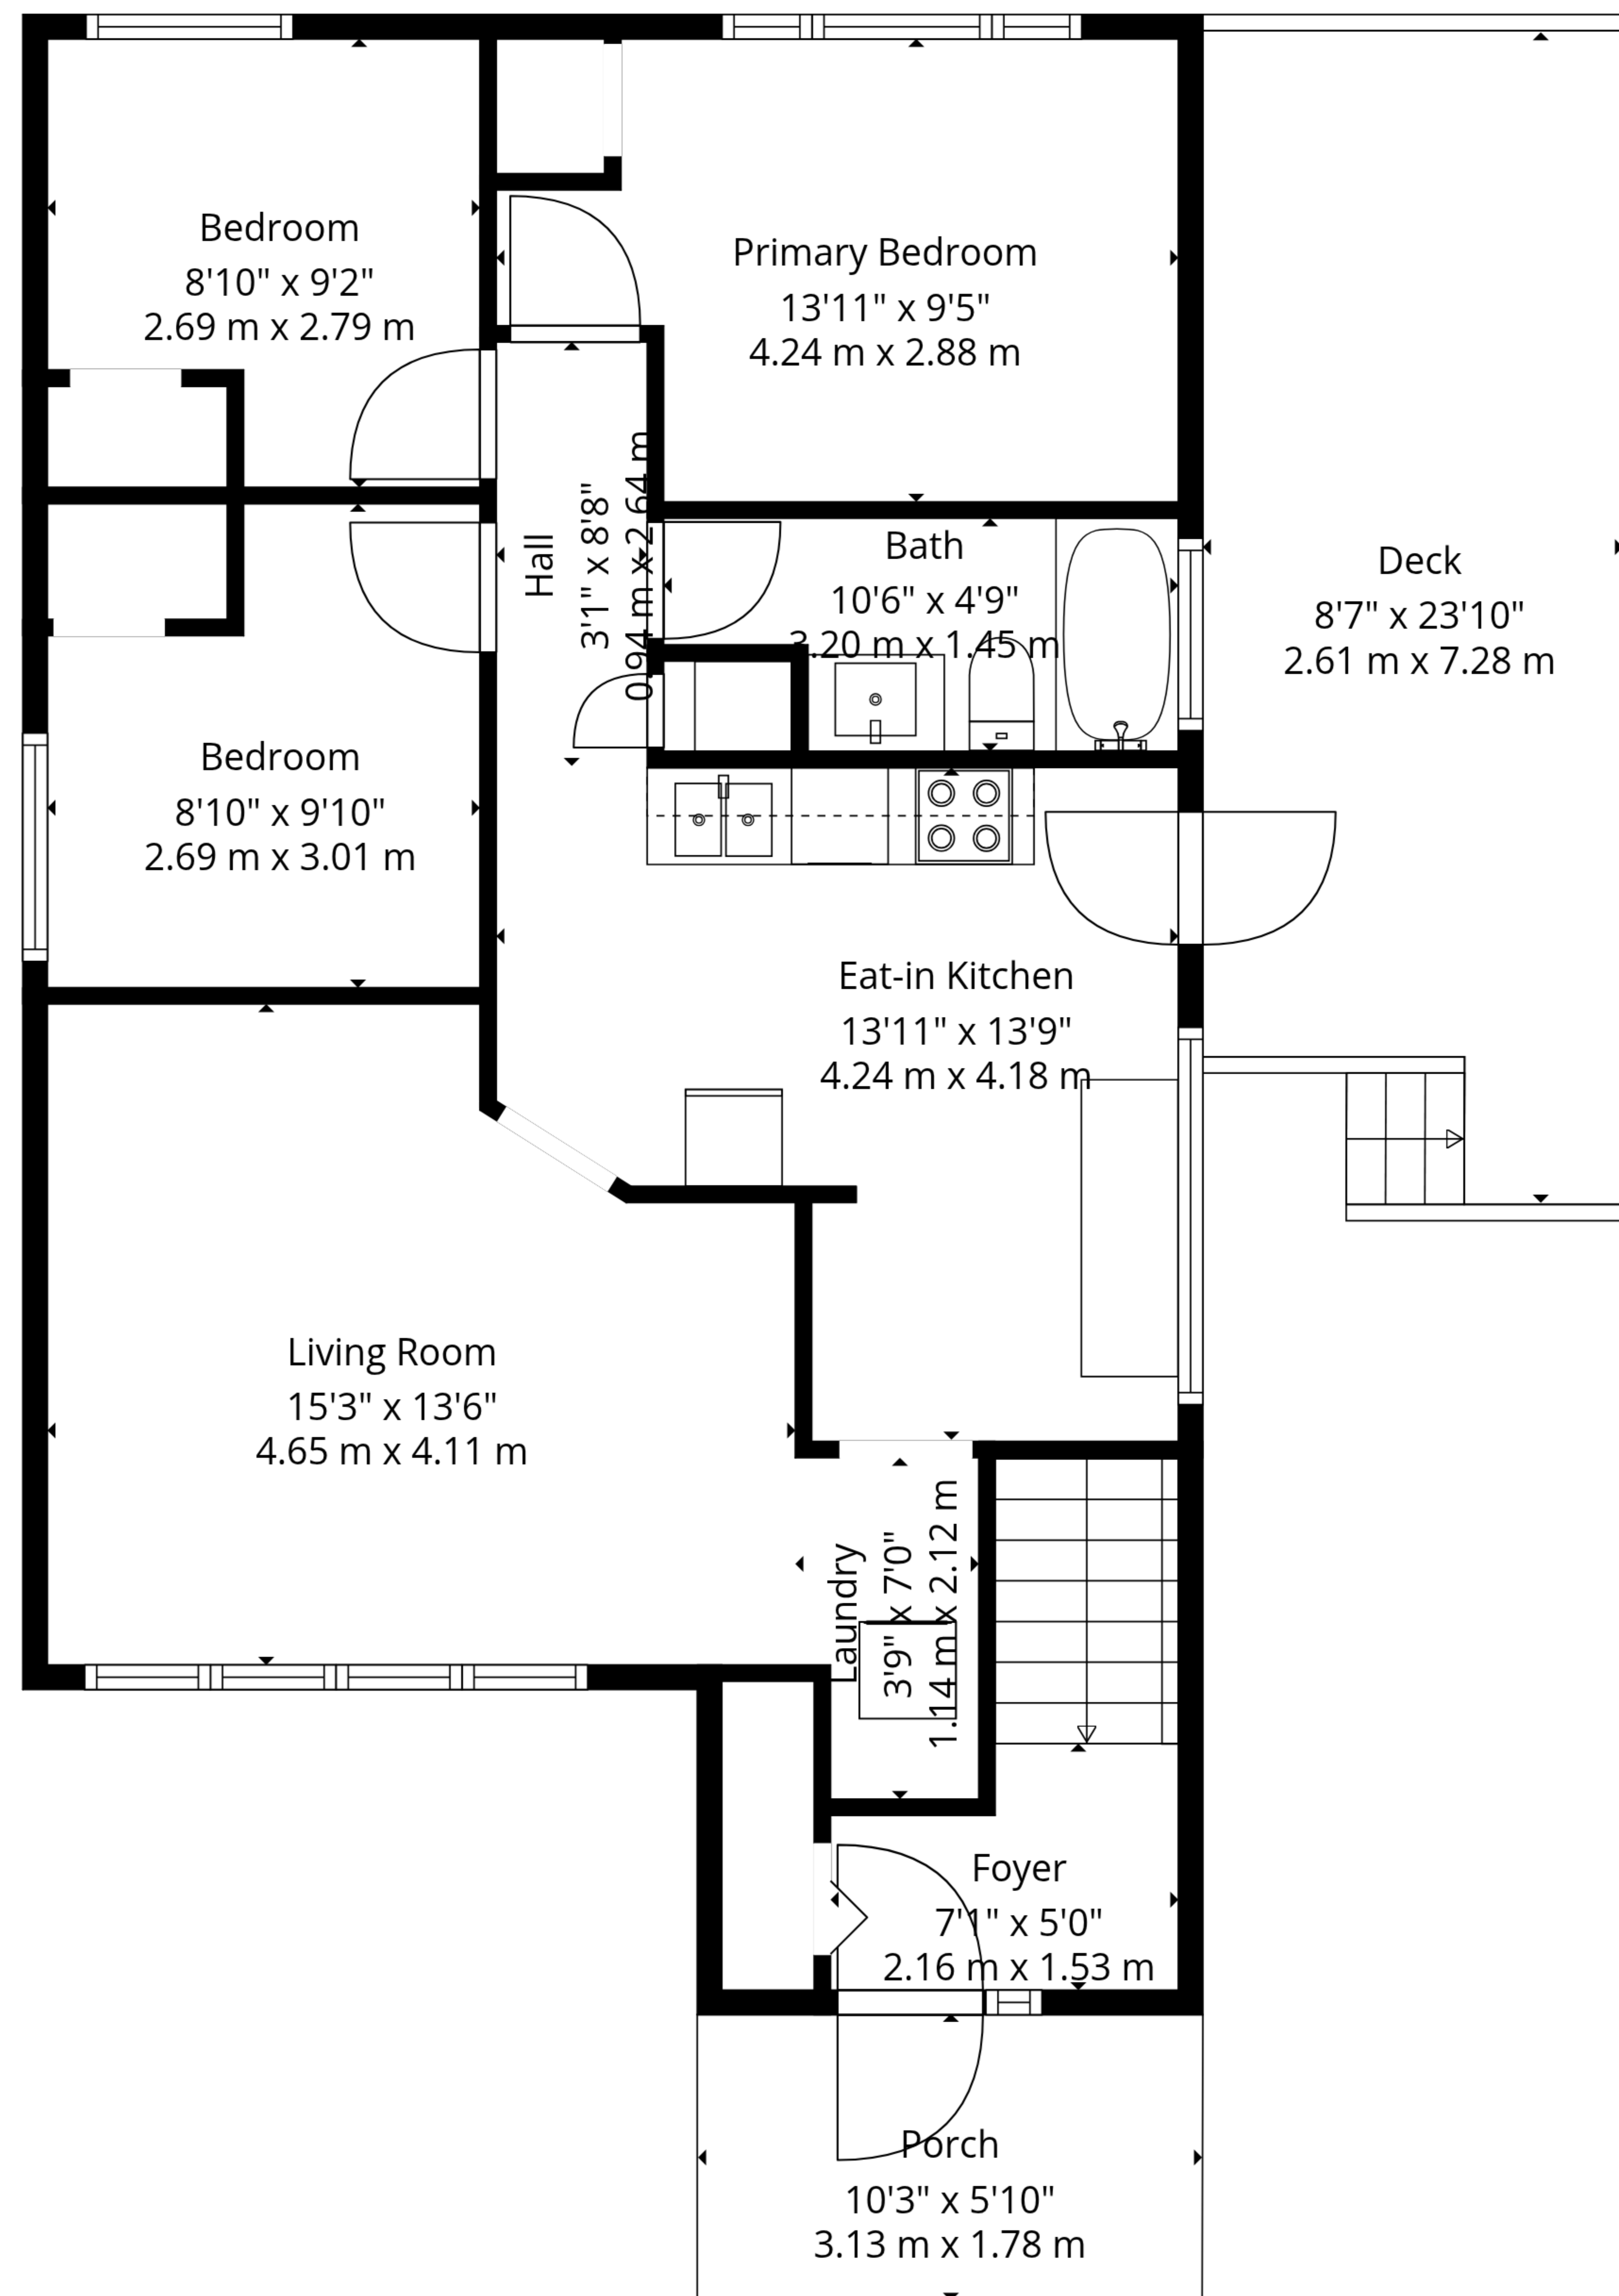 Bedroom
8'10" x 9'2"
2.69 m x 2.79 m
Primary Bedroom
13'11" x 9'5"
4.24 m x 2.88 m
Hall
3'1" x 8'8"
0.94 m x 2.64 m
Bath
10'6" x 4'9"
3.20 m x 1.45 m
Deck
8'7" x 23'10"
2.61 m x 7.28 m
Bedroom
8'10" x 9'10"
2.69 m x 3.01 m
Eat-in Kitchen
13'11" x 13'9"
4.24 m x 4.18 m
Living Room
15'3" x 13'6"
4.65 m x 4.11 m
Laundry
3'9" x 7'0"
1.14 m x 2.12 m
Foyer
7'1" x 5'0"
2.16 m x 1.53 m
Porch
10'3" x 5'10"
3.13 m x 1.78 m